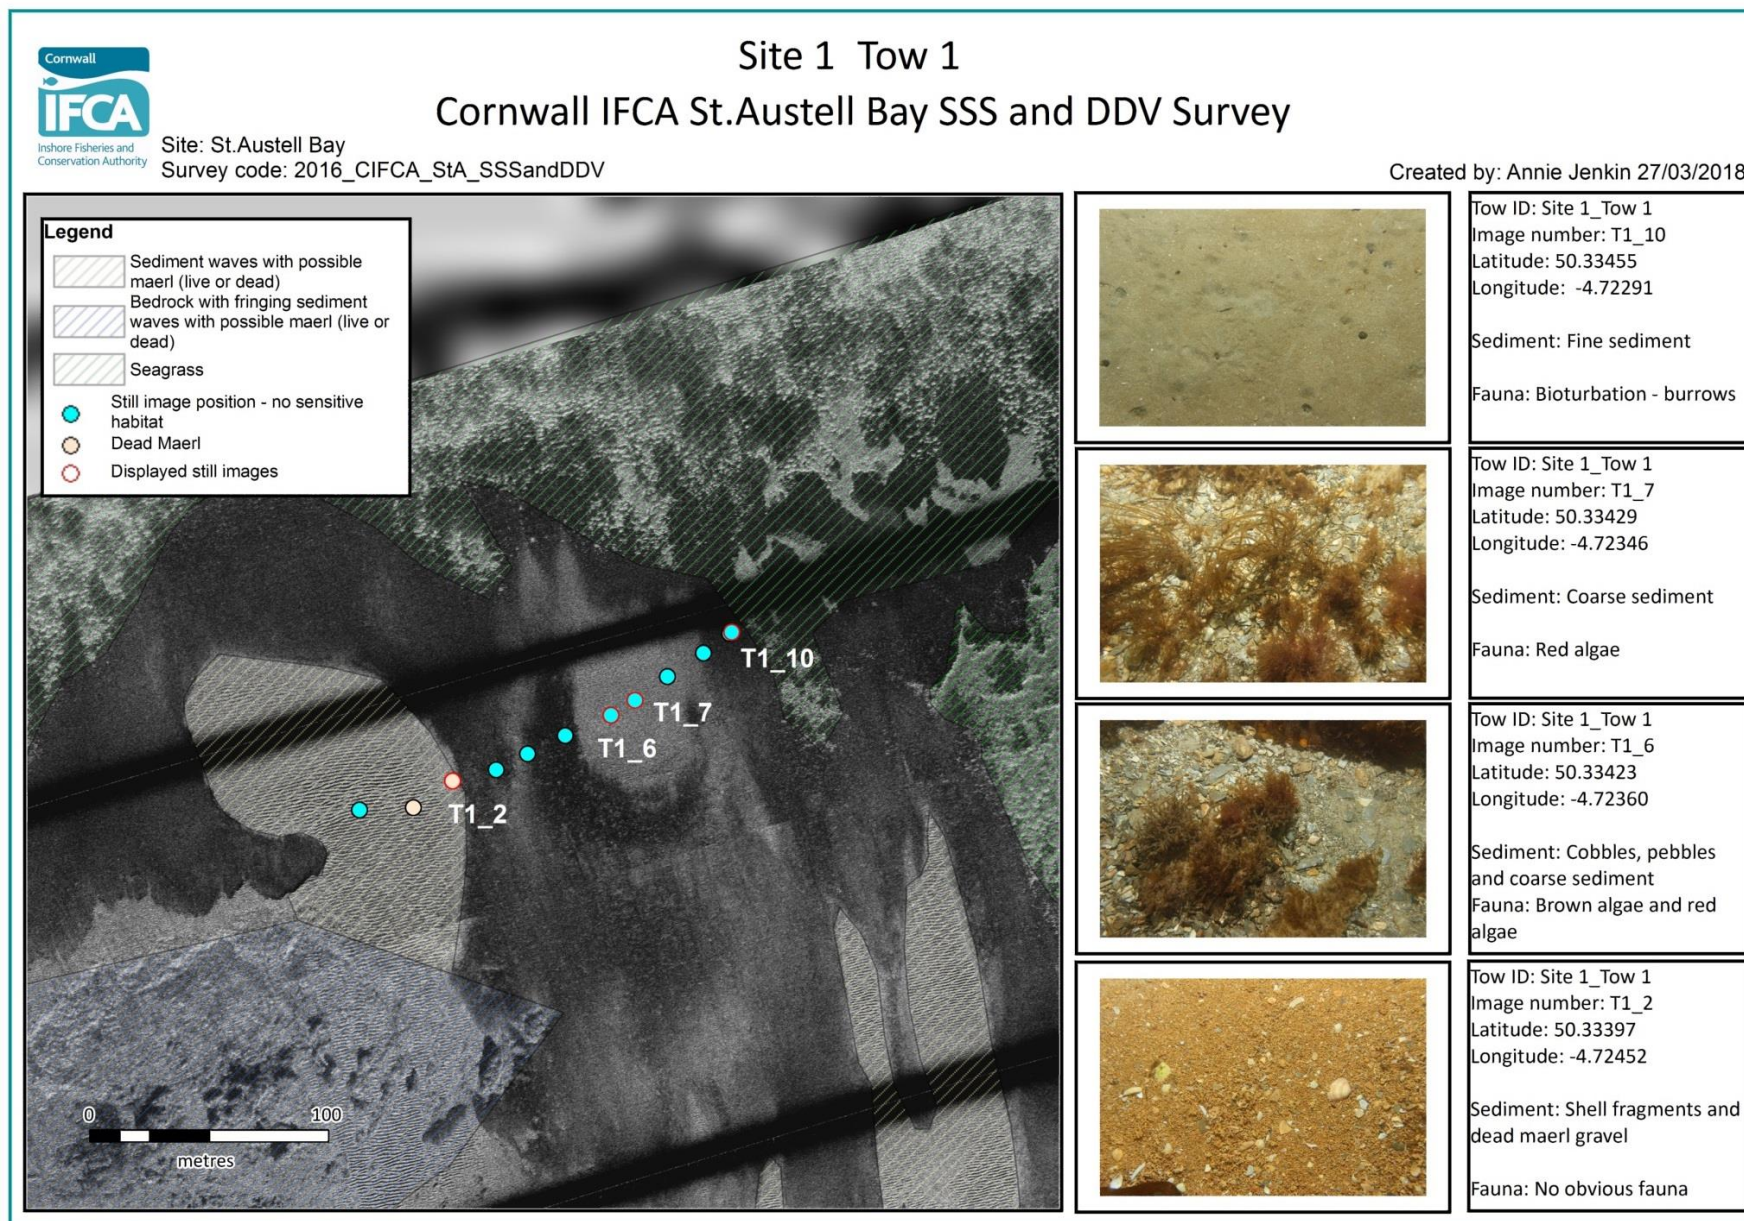 Site 1 Tow 1
Cornwall IFCA St.Austell Bay SSS and DDV Survey
Cornwall
IFCA
Inshore Fisheries and
Conservation Authority
Site: St.Austell Bay
Survey code: 2016_CIFCA_StA_SSSandDDV
Created by: Annie Jenkin 27/03/2018
Legend
Sediment waves with possible
maerl (live or dead)
Bedrock with fringing sediment
waves with possible maerl (live or
dead)
Seagrass
Still image position - no sensitive
habitat
Dead Maerl
Displayed still images
T1_10
T1_7
T1_6
T1_2
0 100
metres
Tow ID: Site 1_Tow 1
Image number: T1_10
Latitude: 50.33455
Longitude: -4.72291
Sediment: Fine sediment
Fauna: Bioturbation - burrows
Tow ID: Site 1_Tow 1
Image number: T1_7
Latitude: 50.33429
Longitude: -4.72346
Sediment: Coarse sediment
Fauna: Red algae
Tow ID: Site 1_Tow 1
Image number: T1_6
Latitude: 50.33423
Longitude: -4.72360
Sediment: Cobbles, pebbles
and coarse sediment
Fauna: Brown algae and red
algae
Tow ID: Site 1_Tow 1
Image number: T1_2
Latitude: 50.33397
Longitude: -4.72452
Sediment: Shell fragments and
dead maerl gravel
Fauna: No obvious fauna